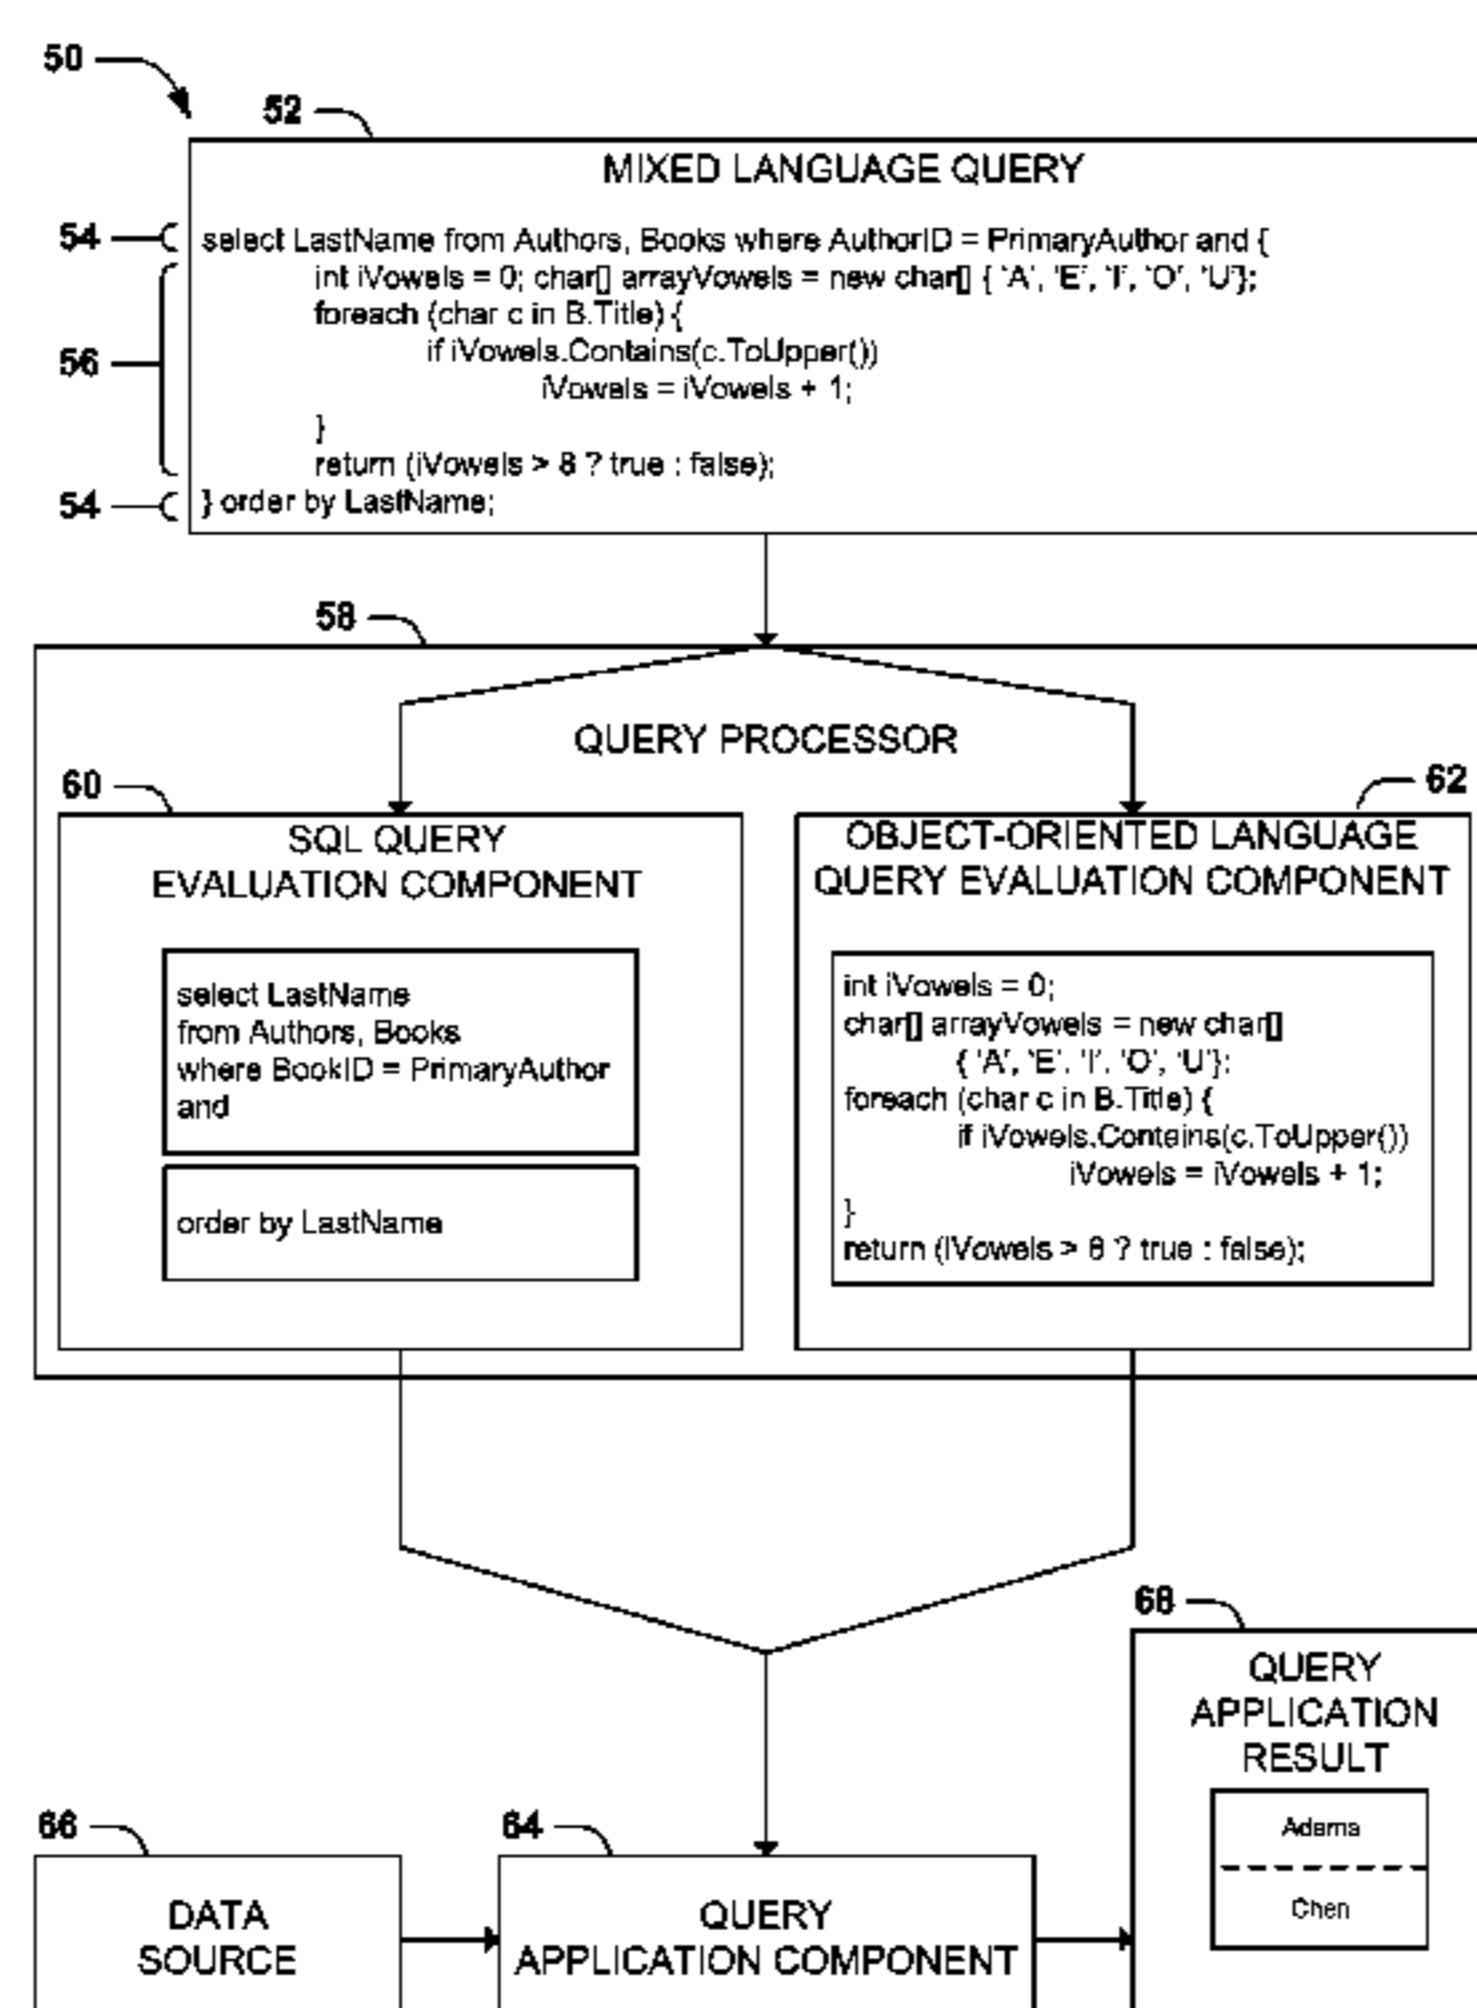 50
52
MIXED LANGUAGE QUERY
54 select LastName from Authors, Books where AuthorID = PrimaryAuthor and {
int iVowels = 0; char[] arrayVowels = new char[] { 'A', 'E', 'I', 'O', 'U'};
foreach (char c in B.Title) {
56 if iVowels.Contains(c.ToUpper())
iVowels = iVowels + 1;
}
return (iVowels > 8 ? true : false);
54 } order by LastName;
58
QUERY PROCESSOR
60
SQL QUERY
EVALUATION COMPONENT
select LastName
from Authors, Books
where BookID = PrimaryAuthor
and
order by LastName
62
OBJECT-ORIENTED LANGUAGE
QUERY EVALUATION COMPONENT
int iVowels = 0;
char[] arrayVowels = new char[]
{ 'A', 'E', 'I', 'O', 'U'};
foreach (char c in B.Title) {
if iVowels.Contains(c.ToUpper())
iVowels = iVowels + 1;
}
return (iVowels > ? true : false);
68
QUERY
APPLICATION
RESULT
Adams
Chen
66
DATA
SOURCE
64
QUERY
APPLICATION COMPONENT